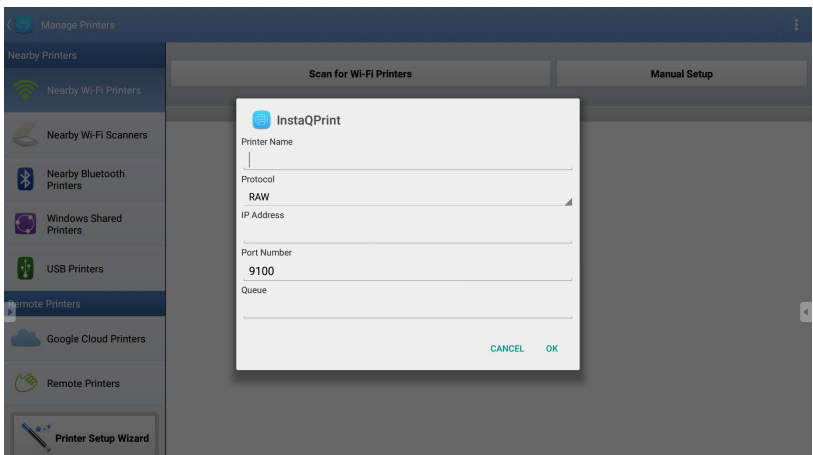 Manage Printers
Nearby Printers
Nearby Wi-Fi Printers
Nearby Wi-Fi Scanners
Nearby Bluetooth
Printers
Windows Shared
Printers
USB Printers
Remote Printers
Google Cloud Printers
Remote Printers
Printer Setup Wizard
Scan for Wi-Fi Printers
Manual Setup
InstaQPrint
Printer Name
Protocol
RAW
IP Address
Port Number
9100
Queue
CANCEL OK